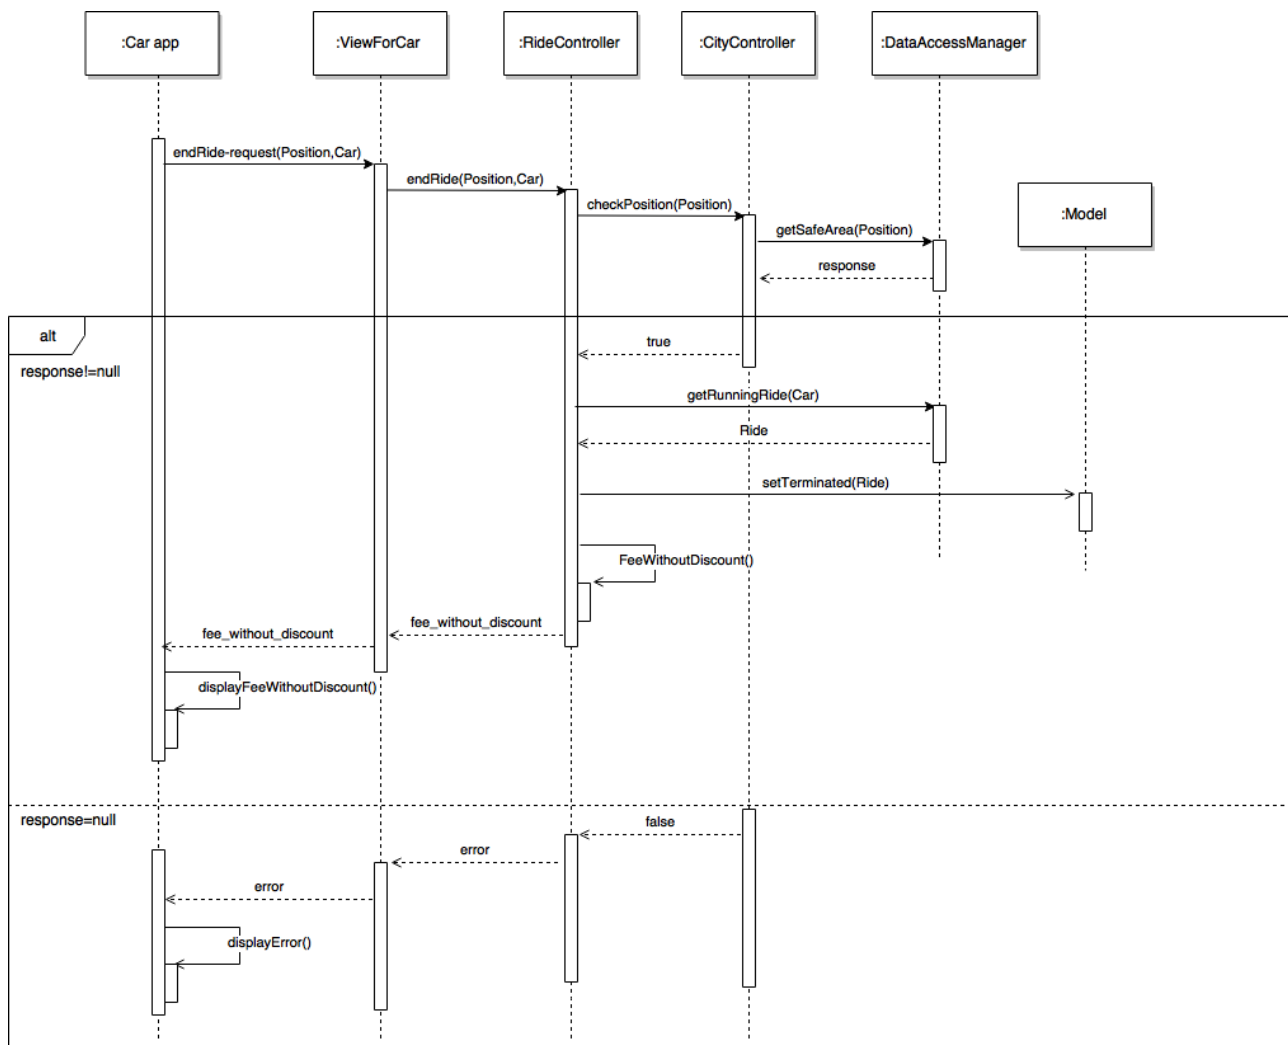 :Car app
:ViewForCar
:RideController
:CityController
:DataAccessManager
endRide-request(Position,Car)
endRide(Position,Car)
checkPosition(Position)
:Model
getSafeArea(Position)
response
alt
true
response!=null
getRunningRide(Car)
Ride
setTerminated(Ride)
FeeWithoutDiscount()
fee_without_discount
fee_without_discount
displayFeeWithoutDiscount()
response=null
false
error
error
displayError()